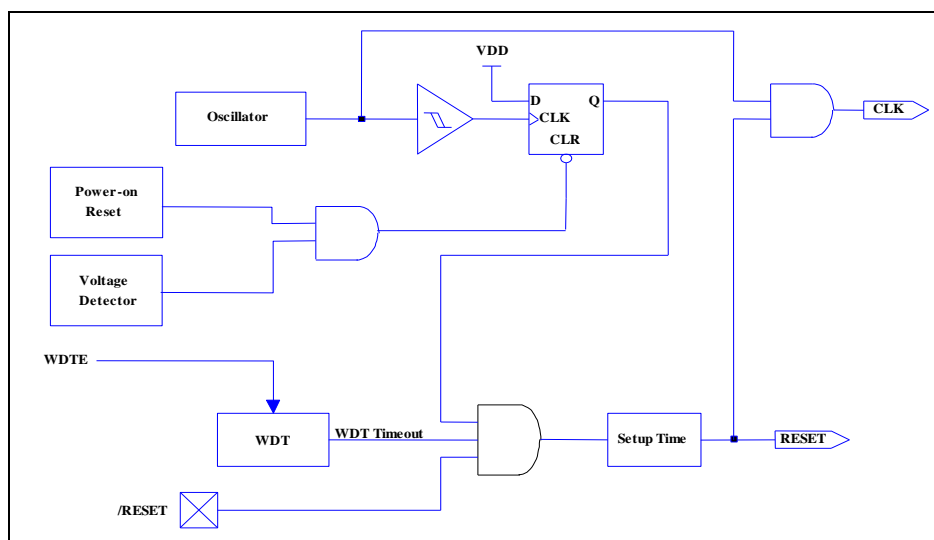 VDD
D
Q
CLK
CLR
CLK
Oscillator
Power-on
Reset
Voltage
Detector
WDTE
WDT
WDT Timeout
Setup Time
RESET
/RESET